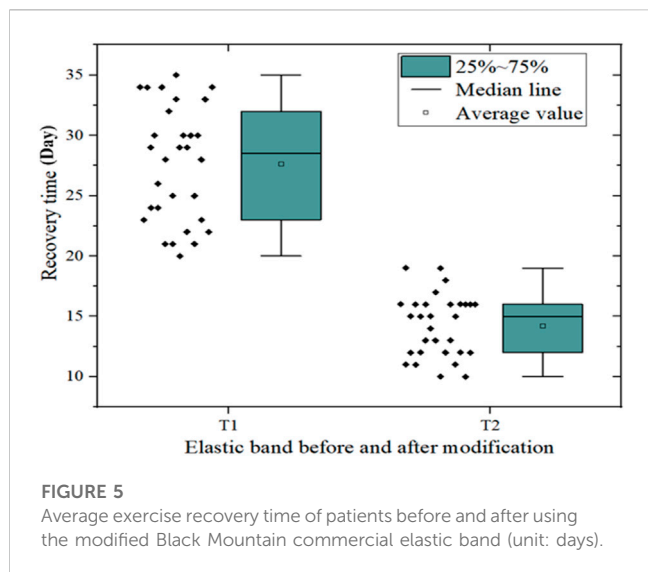 25%~75%
Median line
Average value
35
30
25
20
15
10
Recovery time (Day)
T1 T2
Elastic band before and after modification
FIGURE 5
Average exercise recovery time of patients before and after using
the modified Black Mountain commercial elastic band (unit: days).